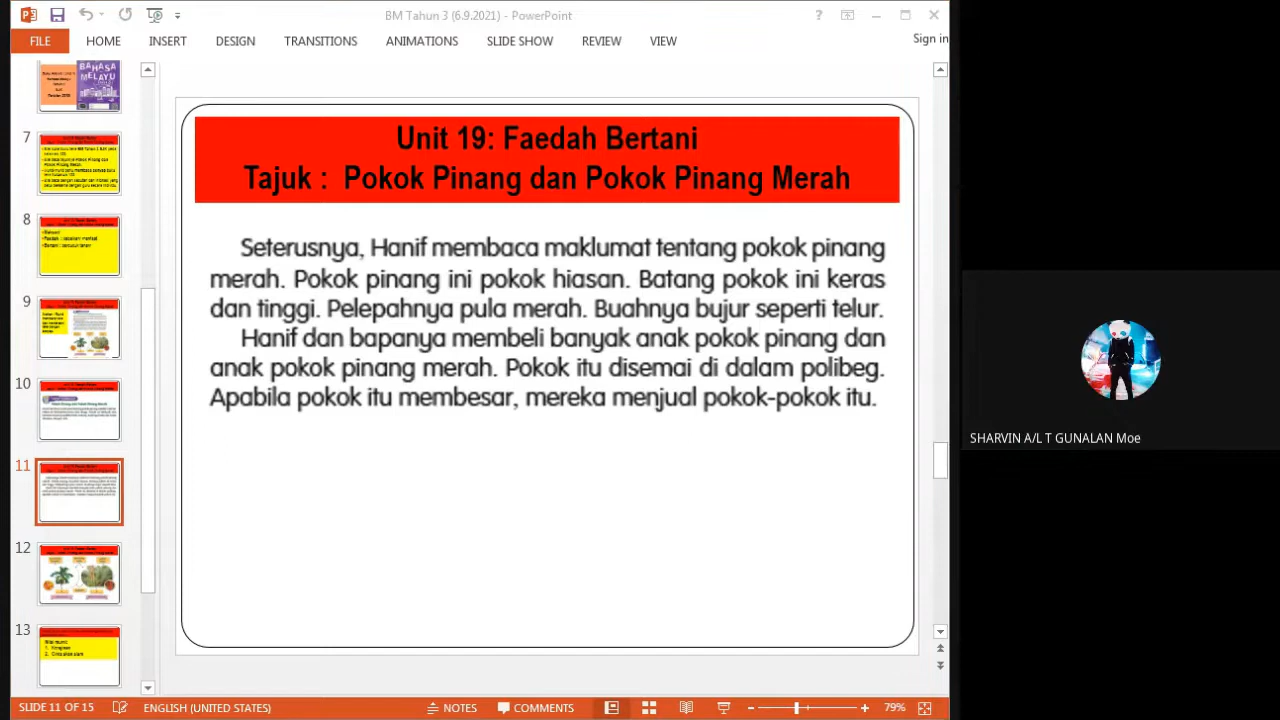 BM Tahun 3 (6.9.2021) - PowerPoint
?
FILE HOME INSERT DESIGN TRANSITIONS ANIMATIONS SLIDE SHOW REVIEW VIEW Sign in
BAHASA
MELAYU
7
8
9
10
11
12
13
Unit 19: Faedah Bertani
Tajuk : Pokok Pinang dan Pokok Pinang Merah
Seterusnya, Hanif membaca maklumat tentang pokok pinang
merah. Pokok pinang ini pokok hiasan. Batang pokok ini keras
dan tinggi. Pelepahnya pula merah. Buahnya bujur seperti telur.
Hanif dan bapanya membeli banyak anak pokok pinang dan
anak pokok pinang merah. Pokok itu disemai di dalam polibeg.
Apabila pokok itu membesar, mereka menjual pokok-pokok itu.
SHARVIN A/L T GUNALAN Moe
SLIDE 11 OF 15 ENGLISH (UNITED STATES) NOTES COMMENTS 79%